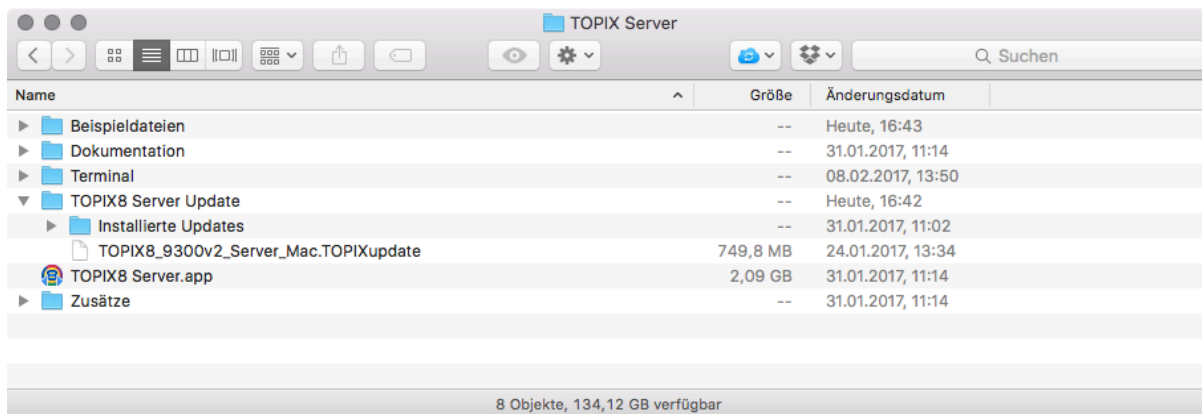 TOPIX Server
Suchen
Name Größe Änderungsdatum
Beispieldateien -- Heute, 16:43
Dokumentation -- 31.01.2017, 11:14
Terminal -- 08.02.2017, 13:50
TOPIX8 Server Update -- Heute, 16:42
Installierte Updates -- 31.01.2017, 11:02
TOPIX8_9300v2_Server_Mac.TOPIXupdate 749,8 MB 24.01.2017, 13:34
TOPIX8 Server.app 2,09 GB 31.01.2017, 11:14
Zusätze -- 31.01.2017, 11:14
8 Objekte, 134,12 GB verfügbar